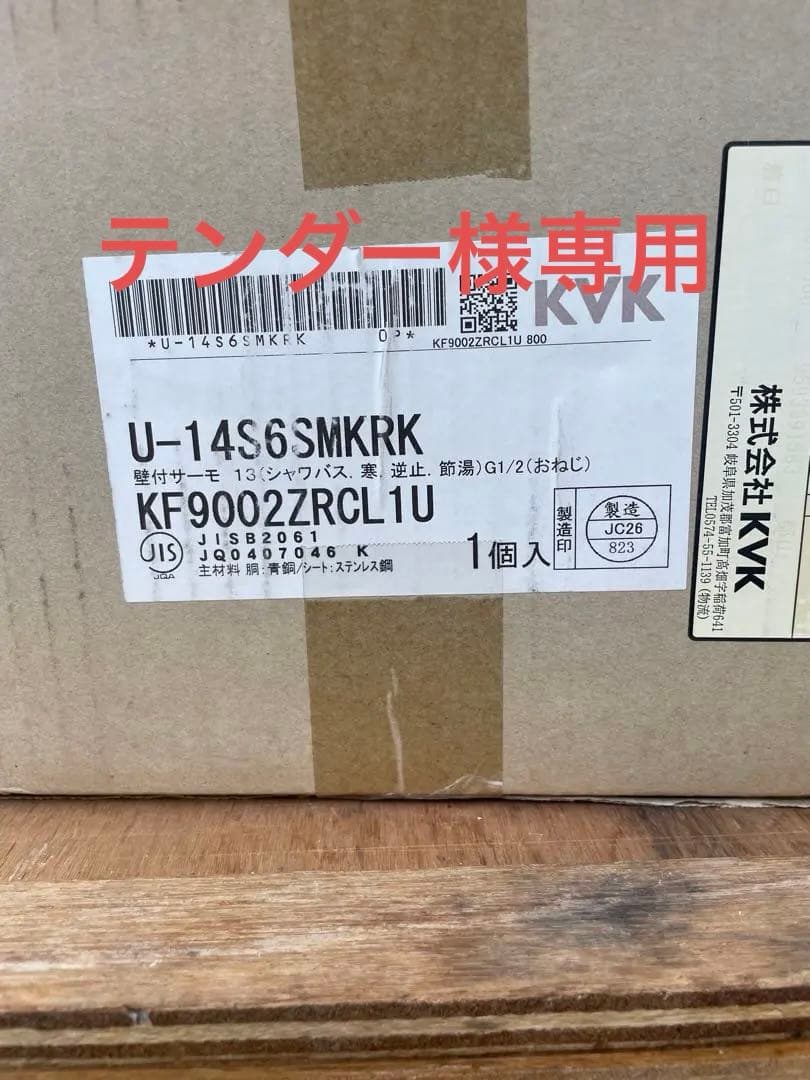 テンダー様専用
KVK
*U-14S6SMKRK 0P*
KF9002ZRCL1U 800
U-14S6SMKRK
壁付サーモ 13(シャワバス.寒.逆止.節湯)G1/2(おねじ)
KF9002ZRCL1U
JIS
JQA
JISB2061
JQ0407046 K
主材料 胴:青銅/シート:ステンレス鋼
1個入
製造印
製造
JC26
823
株式会社KVK
〒501-3304 岐阜県加茂郡富加町高畑字稲荷641
TEL0574-55-1139(物流)